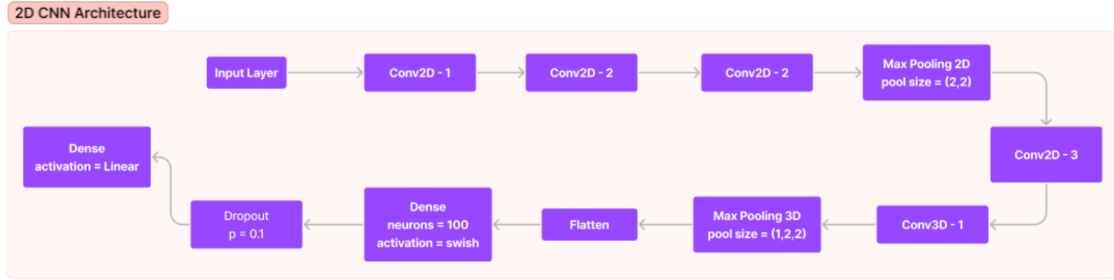 2D CNN Architecture
Input Layer
Conv2D - 1
Conv2D - 2
Conv2D - 2
Max Pooling 2D
pool size = (2,2)
Conv2D - 3
Conv3D - 1
Max Pooling 3D
pool size = (1,2,2)
Flatten
Dense
neurons = 100
activation = swish
Dropout
p = 0.1
Dense
activation = Linear